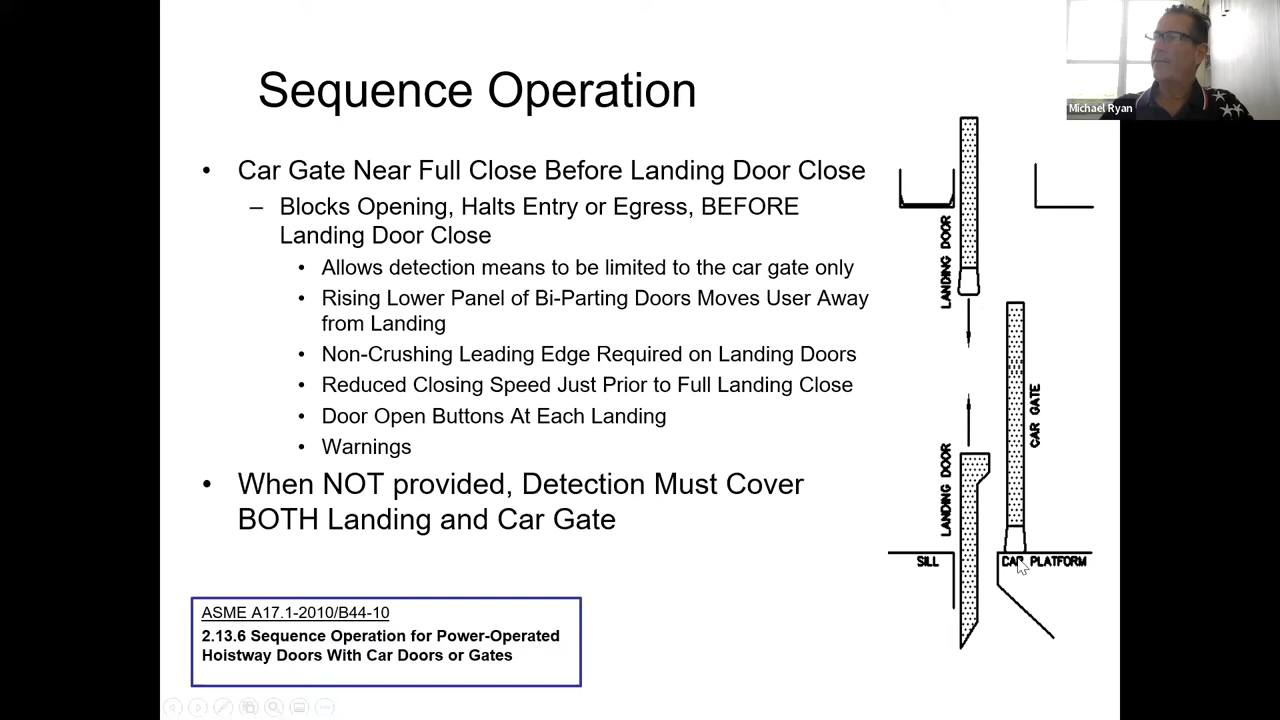 Michael Ryan
Sequence Operation
• Car Gate Near Full Close Before Landing Door Close
– Blocks Opening, Halts Entry or Egress, BEFORE
Landing Door Close
• Allows detection means to be limited to the car gate only
• Rising Lower Panel of Bi-Parting Doors Moves User Away
from Landing
• Non-Crushing Leading Edge Required on Landing Doors
• Reduced Closing Speed Just Prior to Full Landing Close
• Door Open Buttons At Each Landing
• Warnings
• When NOT provided, Detection Must Cover
BOTH Landing and Car Gate
LANDING DOOR
CAR GATE
LANDING DOOR
SILL
CAR PLATFORM
ASME A17.1-2010/B44-10
2.13.6 Sequence Operation for Power-Operated
Hoistway Doors With Car Doors or Gates